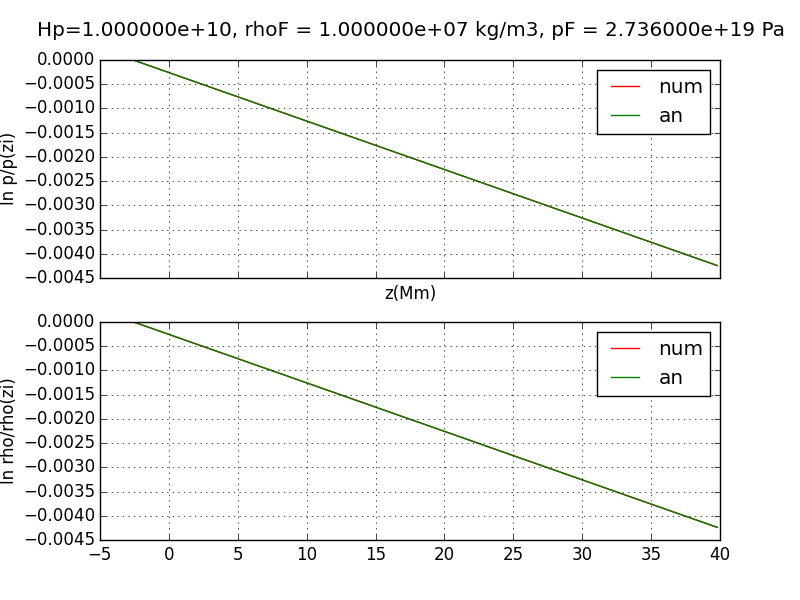 Hp=1.000000e+10, rhoF = 1.000000e+07 kg/m3, pF = 2.736000e+19 Pa
0.0000
−0.0005
−0.0010
−0.0015
−0.0020
−0.0025
−0.0030
−0.0035
−0.0040
−0.0045
ln p/p(zi)
num
an
z(Mm)
0.0000
−0.0005
−0.0010
−0.0015
−0.0020
−0.0025
−0.0030
−0.0035
−0.0040
−0.0045
ln rho/rho(zi)
num
an
−5 0 5 10 15 20 25 30 35 40